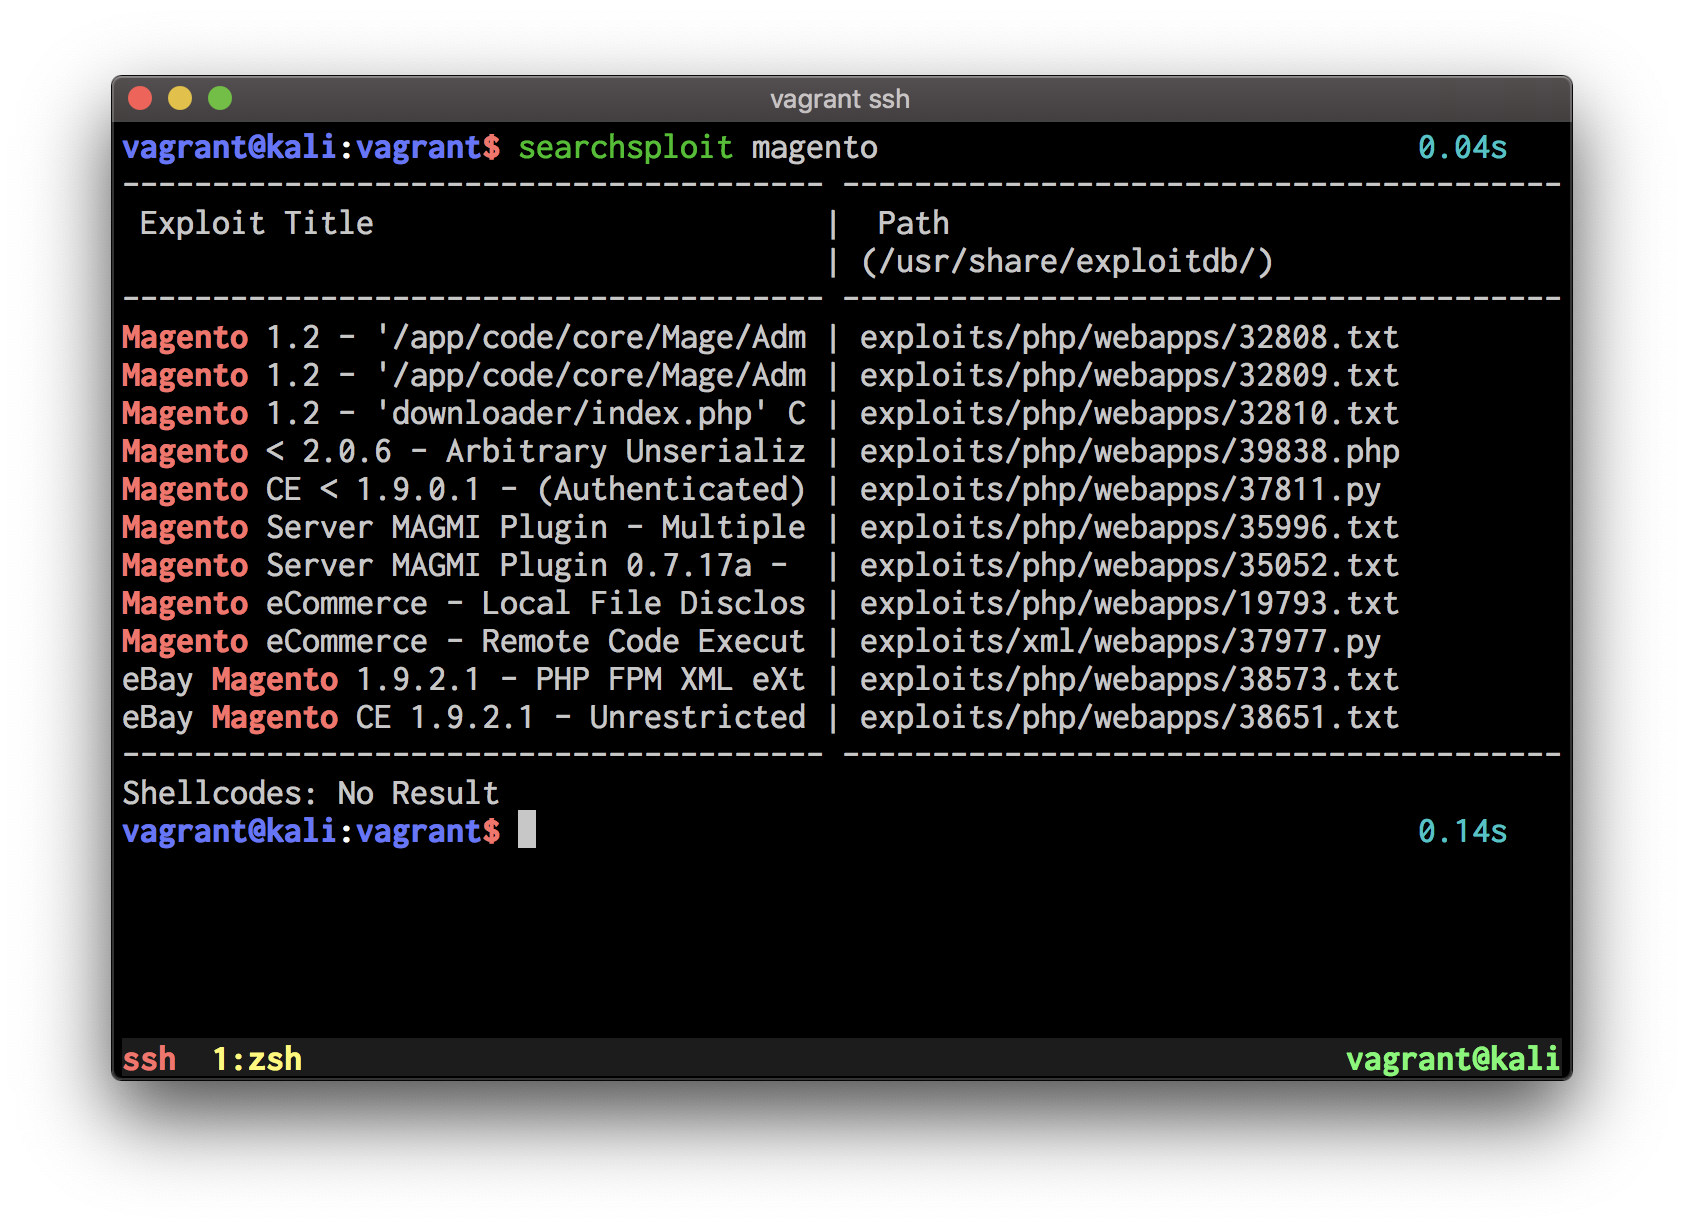 vagrant ssh
vagrant@kali:vagrant$ searchsploit magento 0.04s
--------------------------------------- ----------------------------------------
Exploit Title | Path
| (/usr/share/exploitdb/)
--------------------------------------- ----------------------------------------
Magento 1.2 - '/app/code/core/Mage/Adm | exploits/php/webapps/32808.txt
Magento 1.2 - '/app/code/core/Mage/Adm | exploits/php/webapps/32809.txt
Magento 1.2 - 'downloader/index.php' C | exploits/php/webapps/32810.txt
Magento < 2.0.6 - Arbitrary Unserializ | exploits/php/webapps/39838.php
Magento CE < 1.9.0.1 - (Authenticated) | exploits/php/webapps/37811.py
Magento Server MAGMI Plugin - Multiple | exploits/php/webapps/35996.txt
Magento Server MAGMI Plugin 0.7.17a - | exploits/php/webapps/35052.txt
Magento eCommerce - Local File Disclos | exploits/php/webapps/19793.txt
Magento eCommerce - Remote Code Execut | exploits/xml/webapps/37977.py
eBay Magento 1.9.2.1 - PHP FPM XML eXt | exploits/php/webapps/38573.txt
eBay Magento CE 1.9.2.1 - Unrestricted | exploits/php/webapps/38651.txt
--------------------------------------- ----------------------------------------
Shellcodes: No Result
vagrant@kali:vagrant$ 0.14s
ssh 1:zsh vagrant@kali